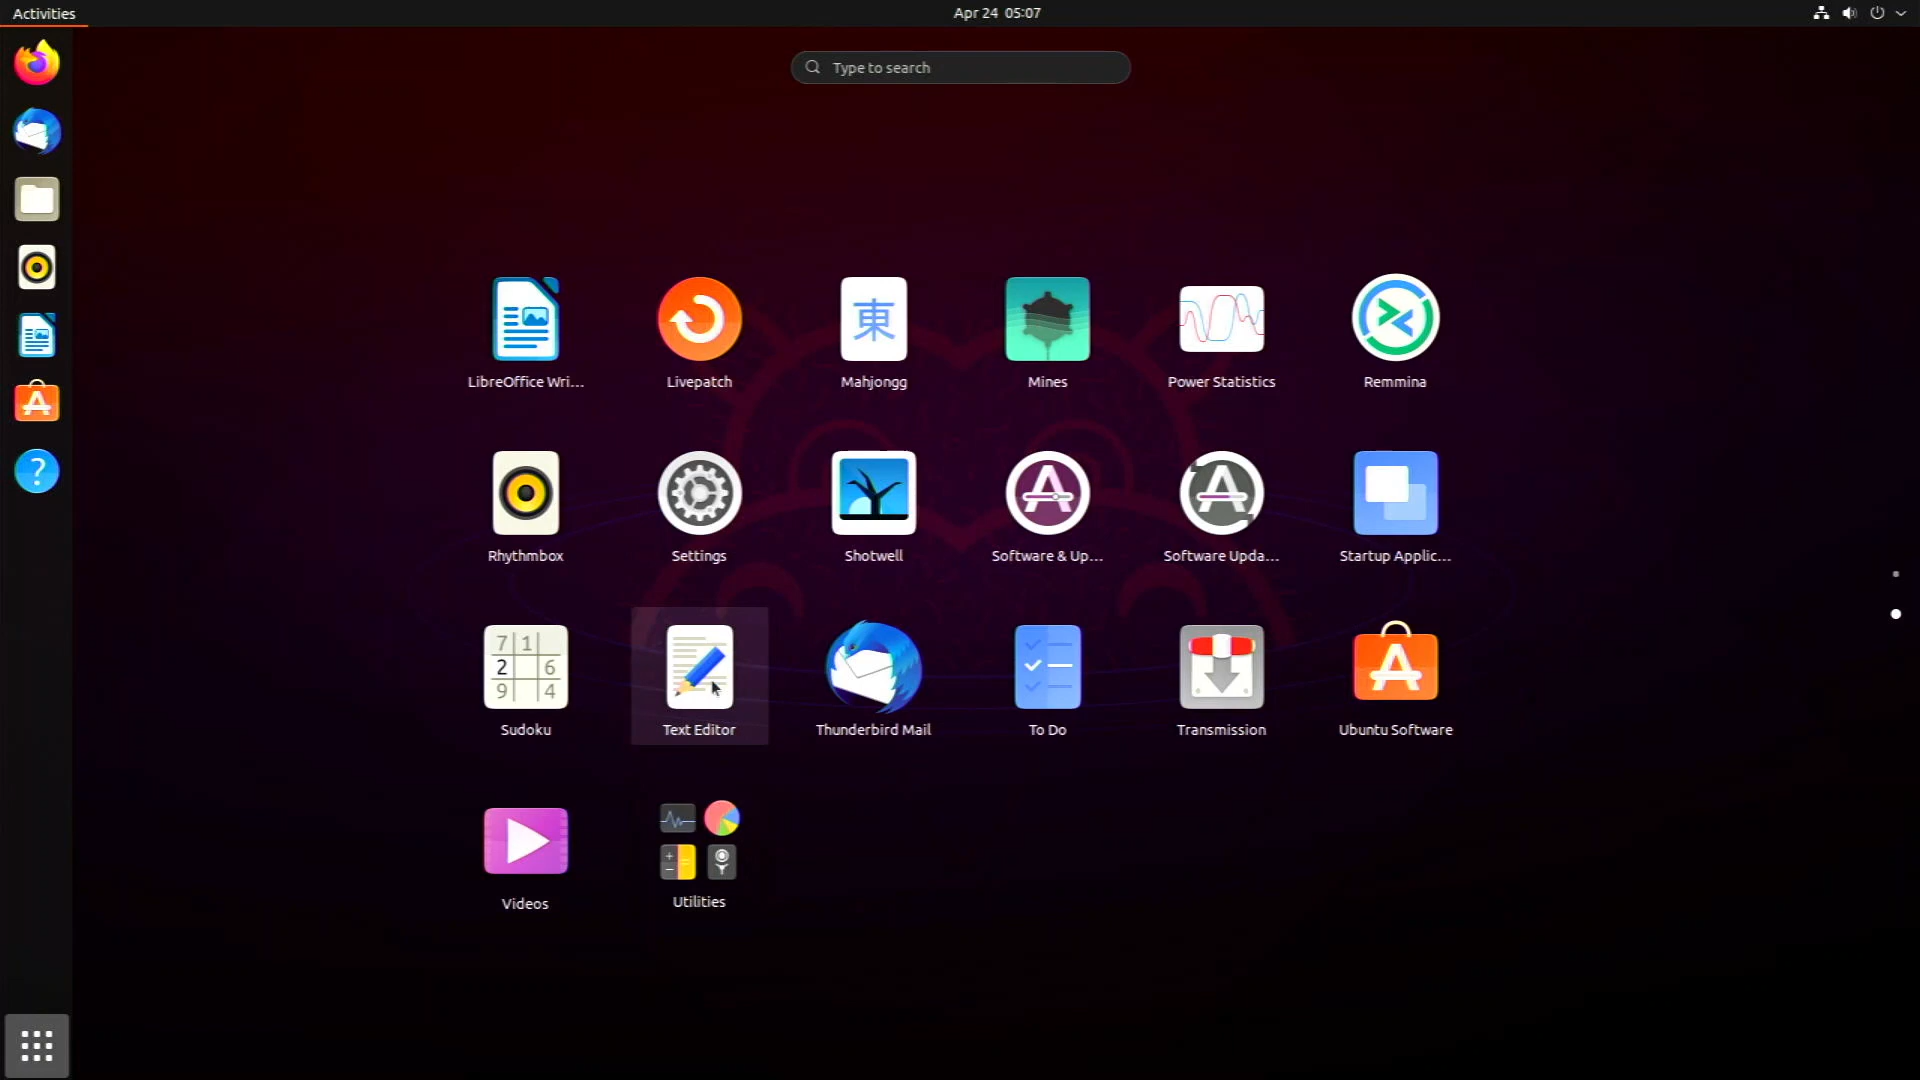 Activities
Apr 24 05:07
Type to search
LibreOffice Wri...
Livepatch
東
Mahjongg
Mines
Power Statistics
Remmina
Rhythmbox
Settings
Shotwell
Software & Up...
Software Upda...
Startup Applic...
7 1
2 6
9 4
Sudoku
Text Editor
Thunderbird Mail
To Do
Transmission
Ubuntu Software
Videos
Utilities